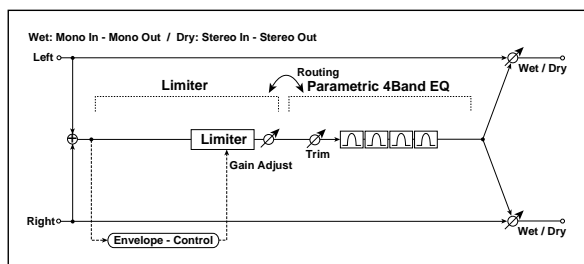 Wet: Mono In - Mono Out / Dry: Stereo In - Stereo Out
Left
Wet / Dry
Routing
Limiter
Parametric 4Band EQ
Limiter
Gain Adjust
Trim
Right
Envelope - Control
Wet / Dry